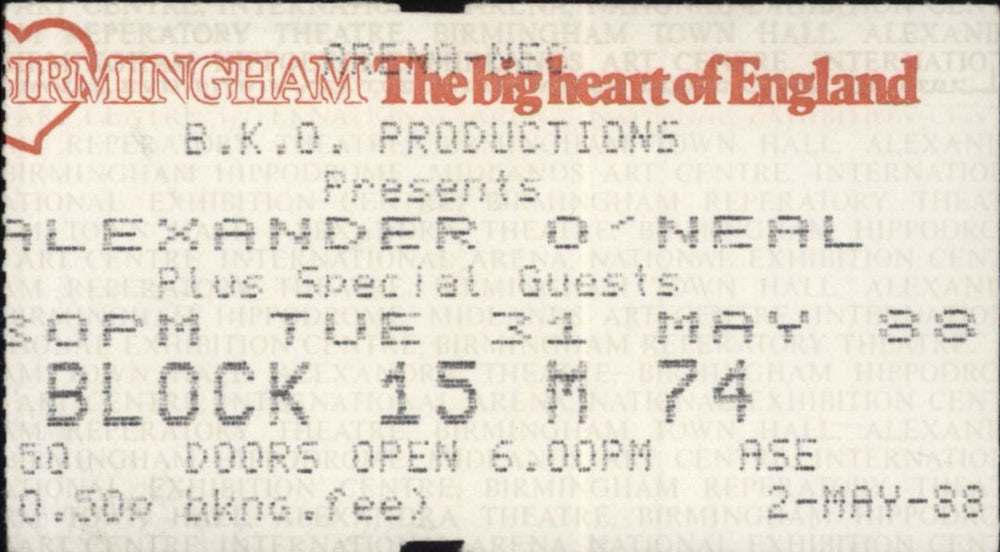 ARENA NEC
BIRMINGHAM The big heart of England
B.K.O. PRODUCTIONS
Presents
ALEXANDER O'NEAL
Plus Special Guests
30PM TUE 31 MAY 88
BLOCK 15 M 74
DOORS OPEN 6.00PM ASE
0.50p bkng fee) 2-MAY-88